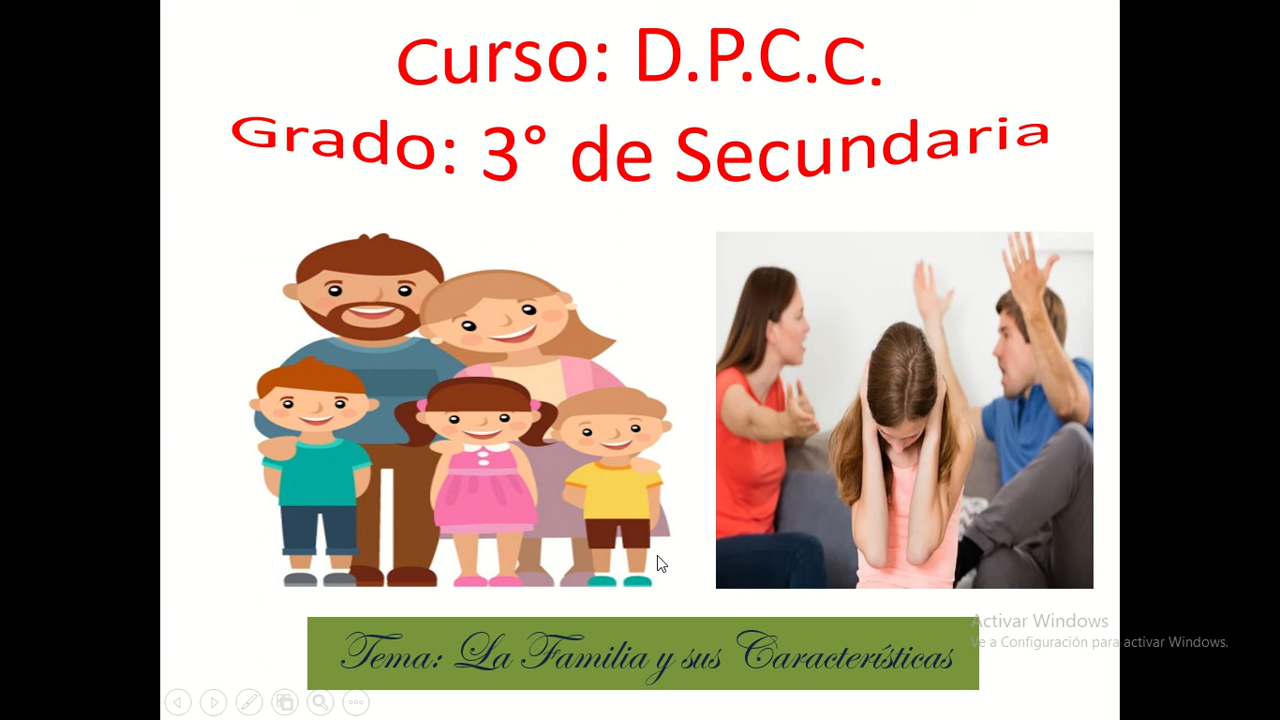 Curso: D.P.C.C.
Grado: 3° de Secundaria
Tema: La Familia y sus Características
Activar Windows
Ve a Configuración para activar Windows.